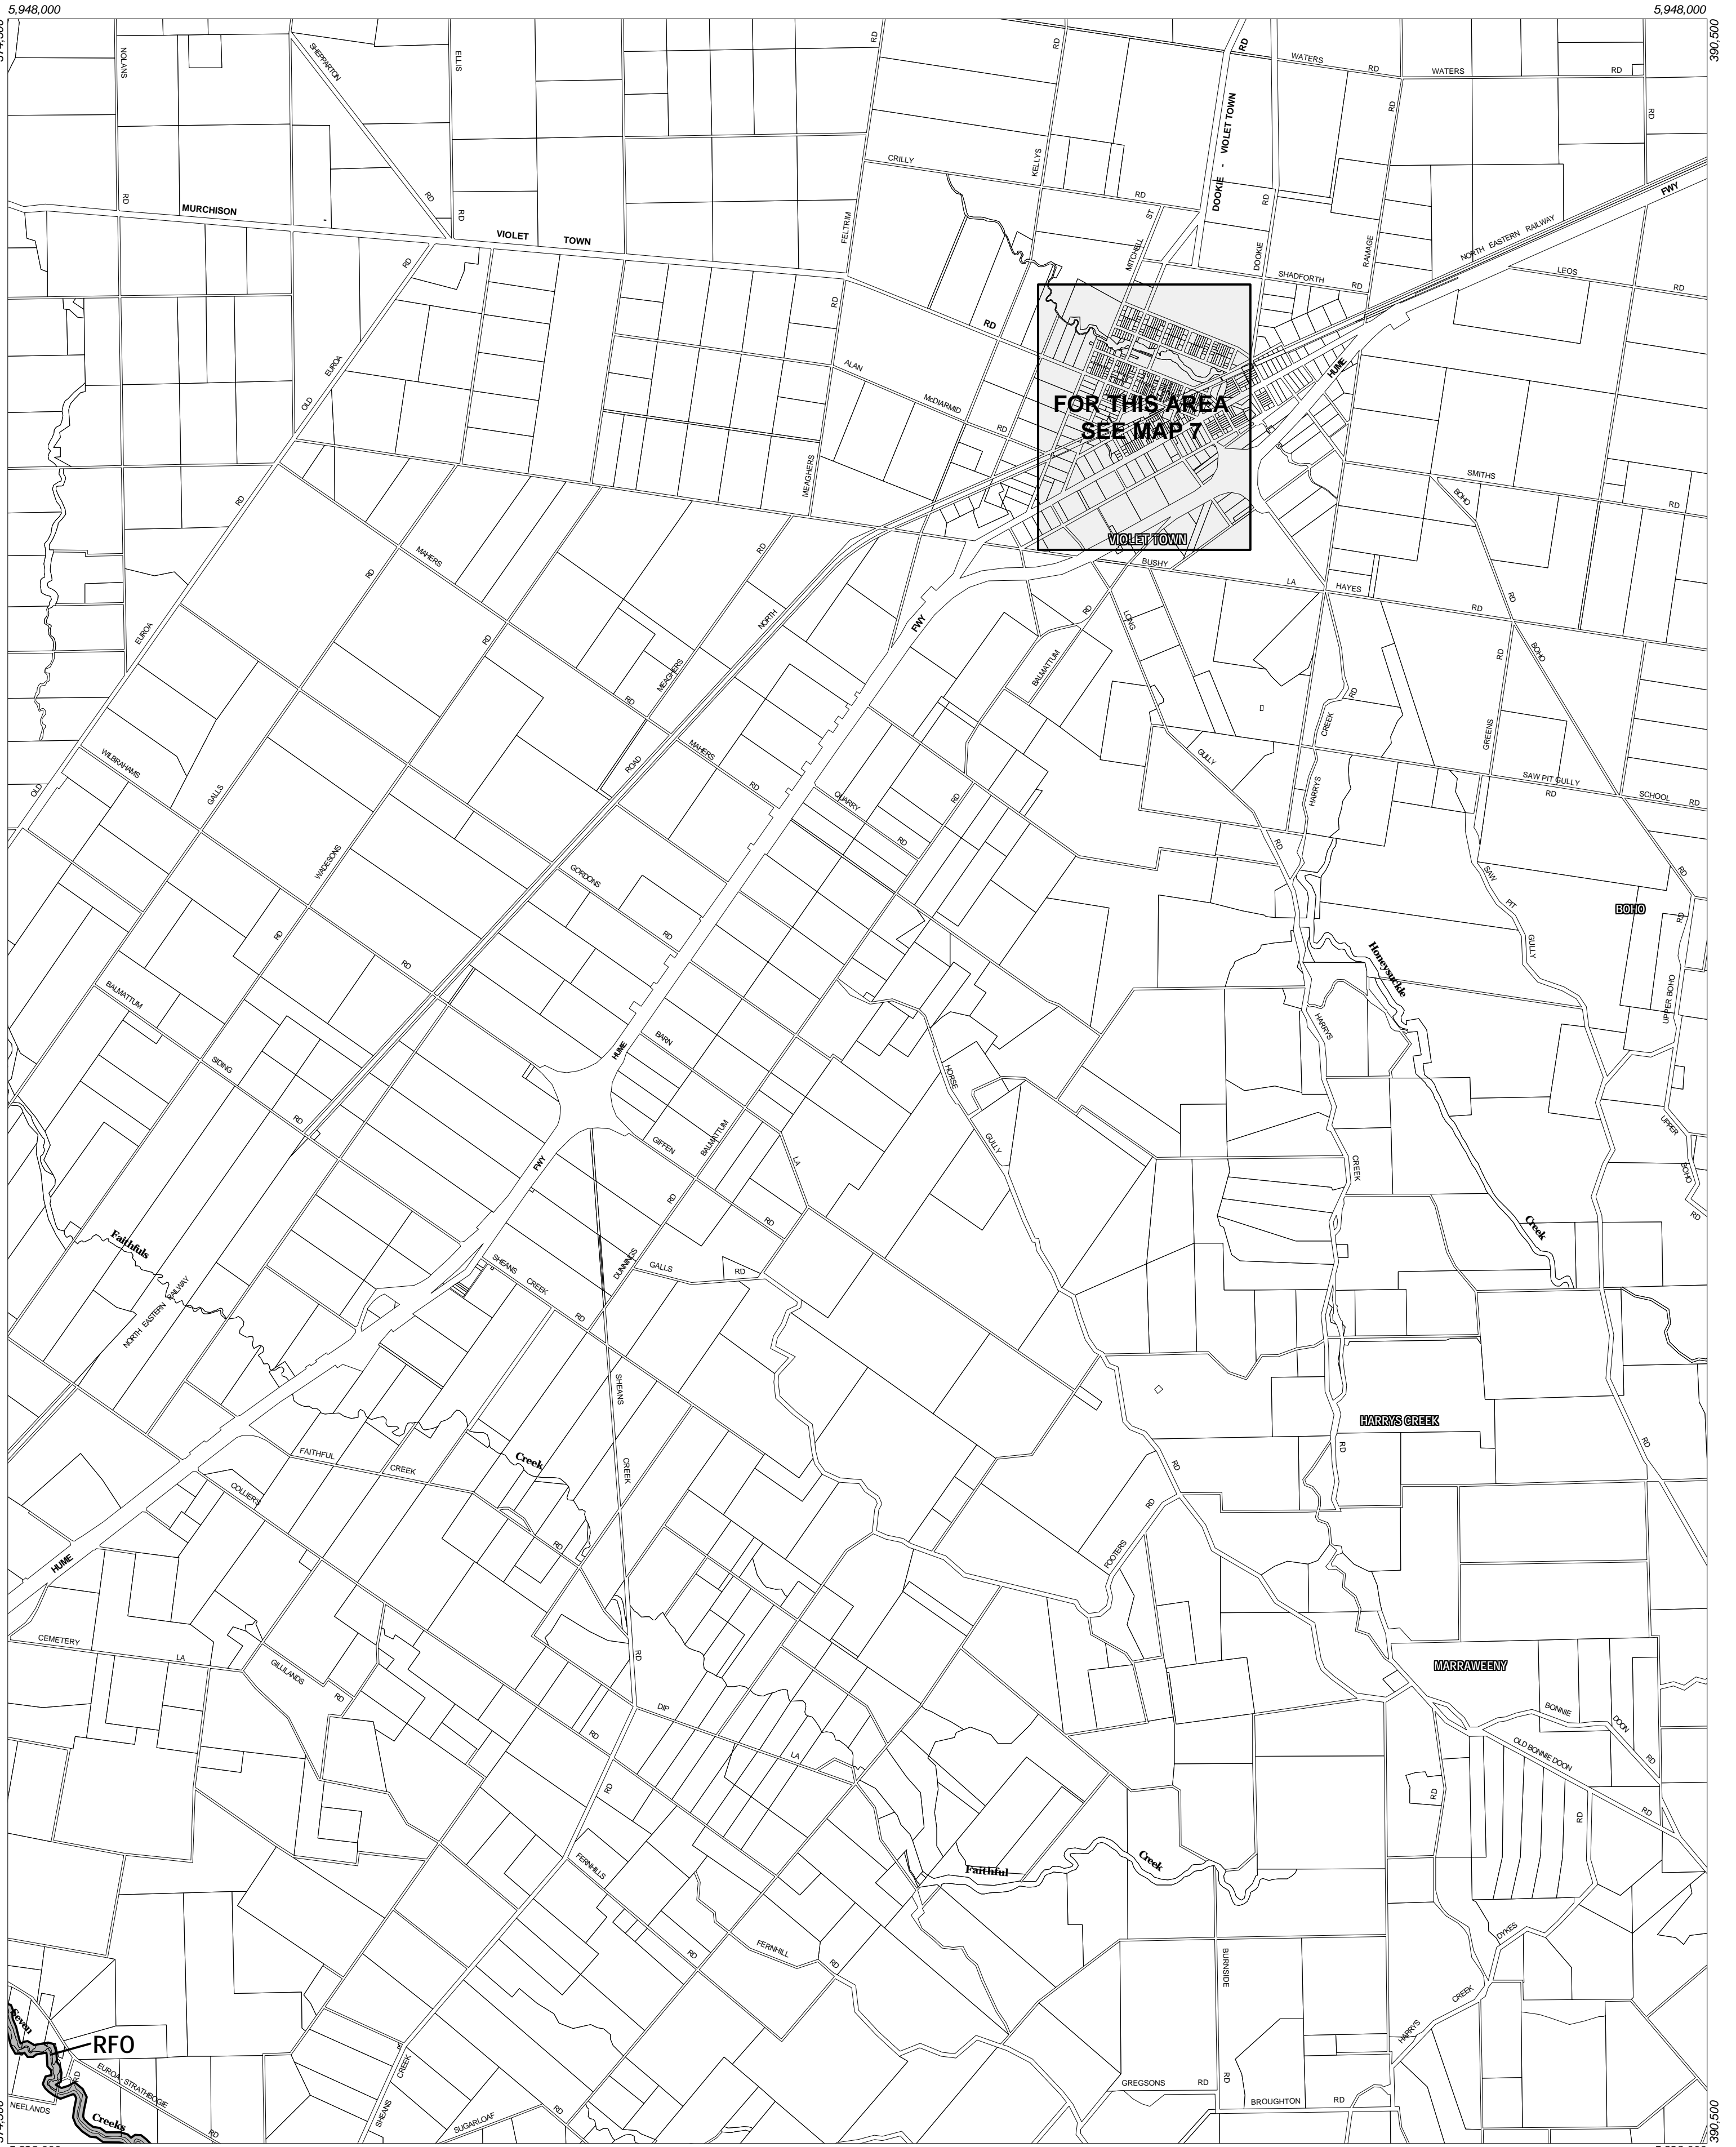 5,948,000
5,948,000
390,500
NOLANS
SHEPPARTON
ELLIS
RD
RD
RD
WATERS
RD
WATERS
RD
RD
RD
DOOKIE - VIOLET TOWN
CRILLY
KELLYS
RD
RD
RD
RD
MURCHISON
VIOLET TOWN
RD
FELTRIM
MITCHELL
ST
DOOKIE
RD
RAMAGE
NORTH EASTERN RAILWAY
FWY
SHADFORTH
RD
LEOS
RD
RD
RD
EUROA
OLD
RD
ALAN
McDIARMID
RD
HUME
FOR THIS AREA
SEE MAP 7
VIOLET TOWN
MEAGHERS
SMITHS
RD
BOHO
RD
MAHERS
RD
RD
BUSHY
LA
HAYES
RD
RD
EUROA
RD
NORTH
FWY
RD
LONG
BALMATTUM
MEAGHERS
RD
BOHO
RD
GREENS
CREEK
RD
WILBRAHAMS
GALLS
OLD
ROAD
MAHERS
RD
QUARRY
RD
RD
GULLY
HARRYS
RD
SAW PIT GULLY
RD
SCHOOL
RD
WADESONS
GORDONS
RD
SAW
PIT
GULLY
RD
BOHO
RD
RD
RD
Honeysuckle
UPPER BOHO
BALMATTUM
SIDING
RD
HUME
BARN
HARRYS
HORSE
GULLY
GIFFEN
BALMATTUM
LA
RD
RD
FWY
CREEK
UPPER
BOHO
RD
Faithfuls
NORTH EASTERN RAILWAY
SHEANS
CREEK
RD
DUNNINGS
GALLS
RD
Creek
SHEANS
CREEK
HARRYS CREEK
RD
RD
RD
FAITHFUL
CREEK
Creek
COLLIERS
RD
HUME
FOOTERS
RD
CEMETERY
LA
GILLILANDS
RD
RD
MARRAWEENY
DIP
LA
RD
RD
BONNIE
DOON
RD
OLD BONNIE DOON
RD
RD
RD
FERNHILLS
RD
Faithful
Creek
FERNHILL
RD
BURNSIDE
RD
DYKES
CREEK
HARRYS
Seven
RFO
RD
EUROA STRATHBOGIE
RD
NEELANDS
Creeks
CREEK
SHEANS
SUGARLOAF
RD
GREGSONS
RD
BROUGHTON
RD
390,500